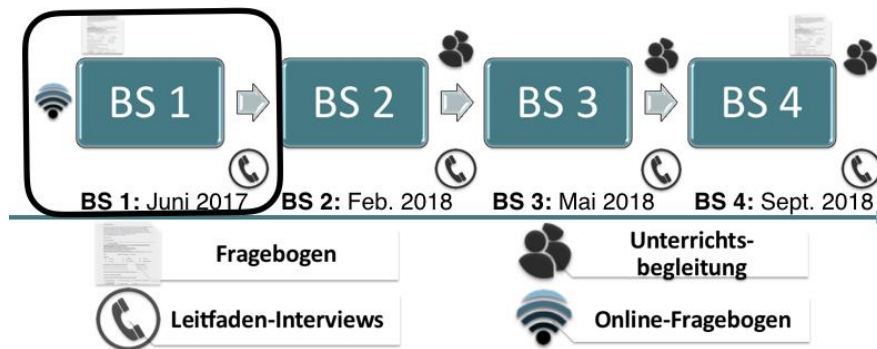 BS 1
BS 2
BS 3
BS 4
BS 1: Juni 2017
BS 2: Feb. 2018
BS 3: Mai 2018
BS 4: Sept. 2018
Fragebogen
Unterrichts-
begleitung
Leitfaden-Interviews
Online-Fragebogen